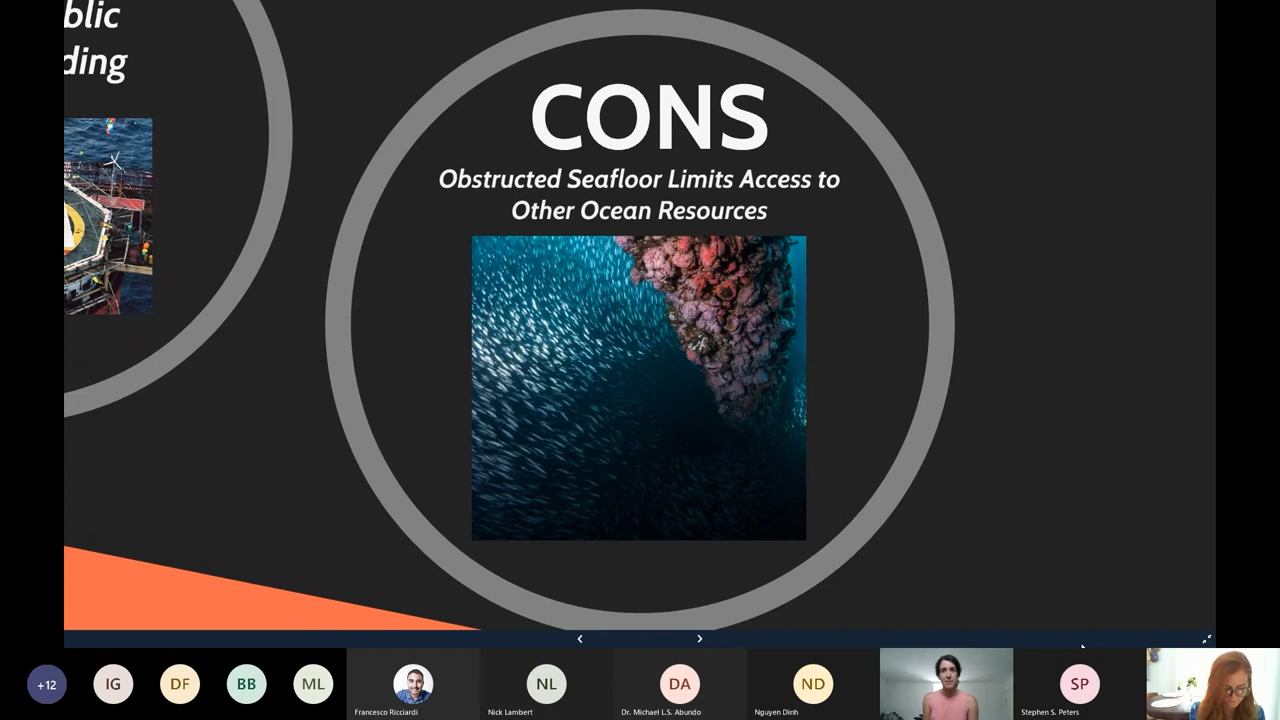 blic
ding
CONS
Obstructed Seafloor Limits Access to
Other Ocean Resources
+12
IG
DF
BB
ML
Francesco Ricciardi
NL
Nick Lambert
DA
Dr. Michael L.S. Abundo
ND
Nguyen Dinh
SP
Stephen S. Peters